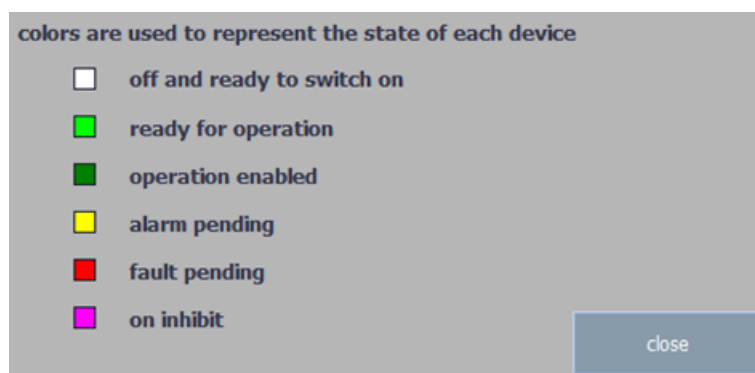 colors are used to represent the state of each device
off and ready to switch on
ready for operation
operation enabled
alarm pending
fault pending
on inhibit
close